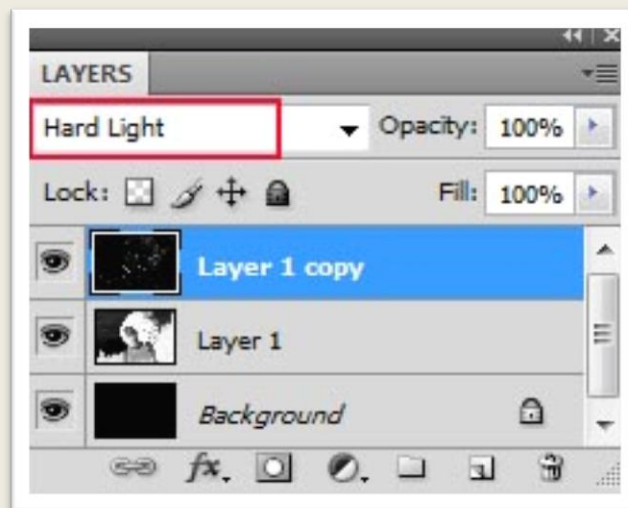 LAYERS
Hard Light Opacity: 100%
Lock: Fill: 100%
Layer 1 copy
Layer 1
Background
fx.